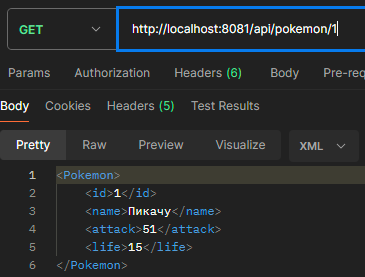 GET http://localhost:8081/api/pokemon/1
Params Authorization Headers (6) Body Pre-req
Body Cookies Headers (5) Test Results
Pretty Raw Preview Visualize XML
1 <Pokemon>
2 <id>1</id>
3 <name>Пикачу</name>
4 <attack>51</attack>
5 <life>15</life>
6 </Pokemon>